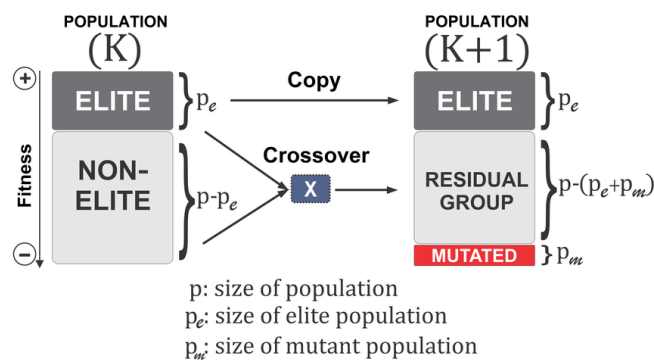 POPULATION
(K)
POPULATION
(K+1)
+
ELITE
pₑ
Copy
ELITE
pₑ
Fitness
NON-
ELITE
p-pₑ
Crossover
X
RESIDUAL
GROUP
p-(pₑ+pₘ)
−
MUTATED
pₘ
p: size of population
pₑ: size of elite population
pₘ: size of mutant population